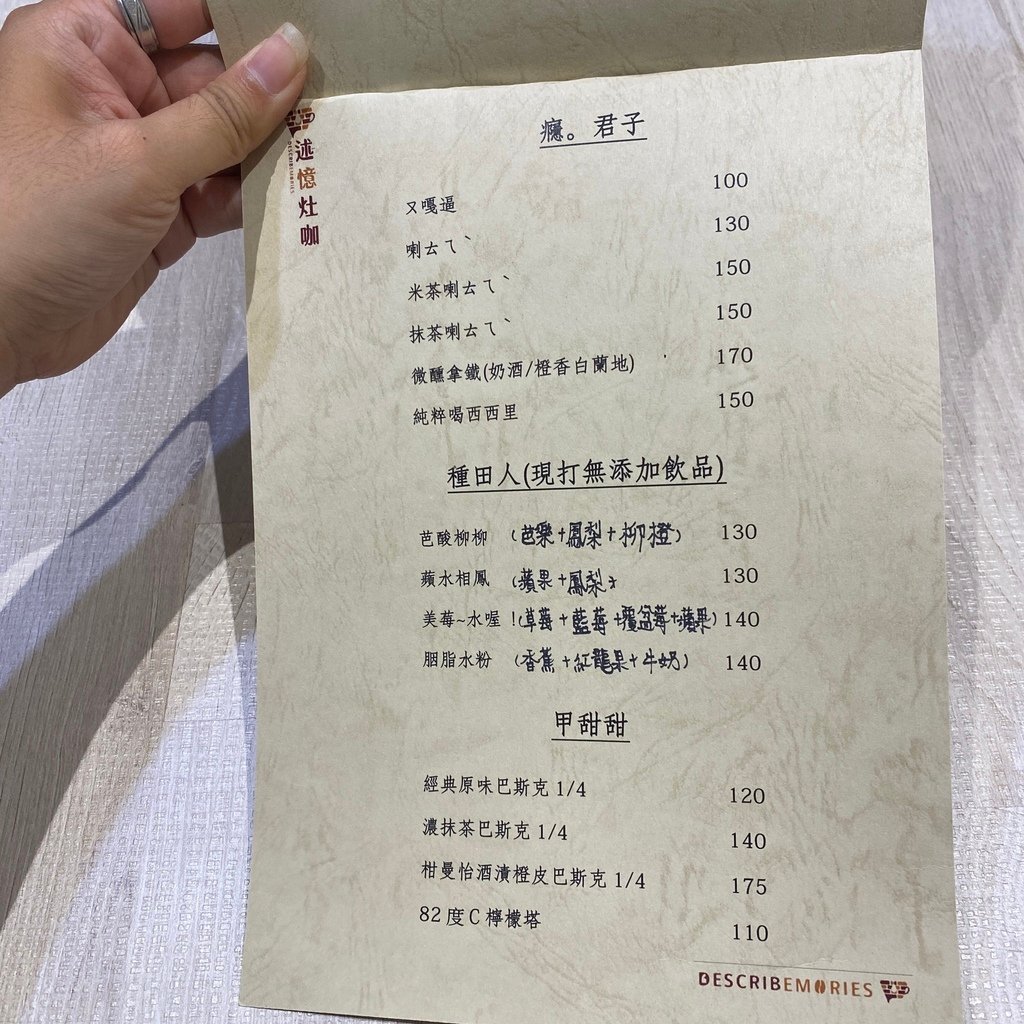 述憶灶咖
DESCRIBEMORIES
癮。君子
又嘎逼 100
喇ㄊㄟˋ 130
米茶喇ㄊㄟˋ 150
抹茶喇ㄊㄟˋ 150
微醺拿鐵(奶酒/橙香白蘭地) 170
純粹喝西西里 150
種田人(現打無添加飲品)
芭酸柳柳 (芭樂+鳳梨+柳橙) 130
蘋水相鳳 (蘋果+鳳梨) 130
美莓~水喔! (草莓+藍莓+覆盆莓+蘋果) 140
胭脂水粉 (香蕉+紅龍果+牛奶) 140
甲甜甜
經典原味巴斯克 1/4 120
濃抹茶巴斯克 1/4 140
柑曼怡酒漬橙皮巴斯克 1/4 175
82度C檸檬塔 110
DESCRIBEMORIES